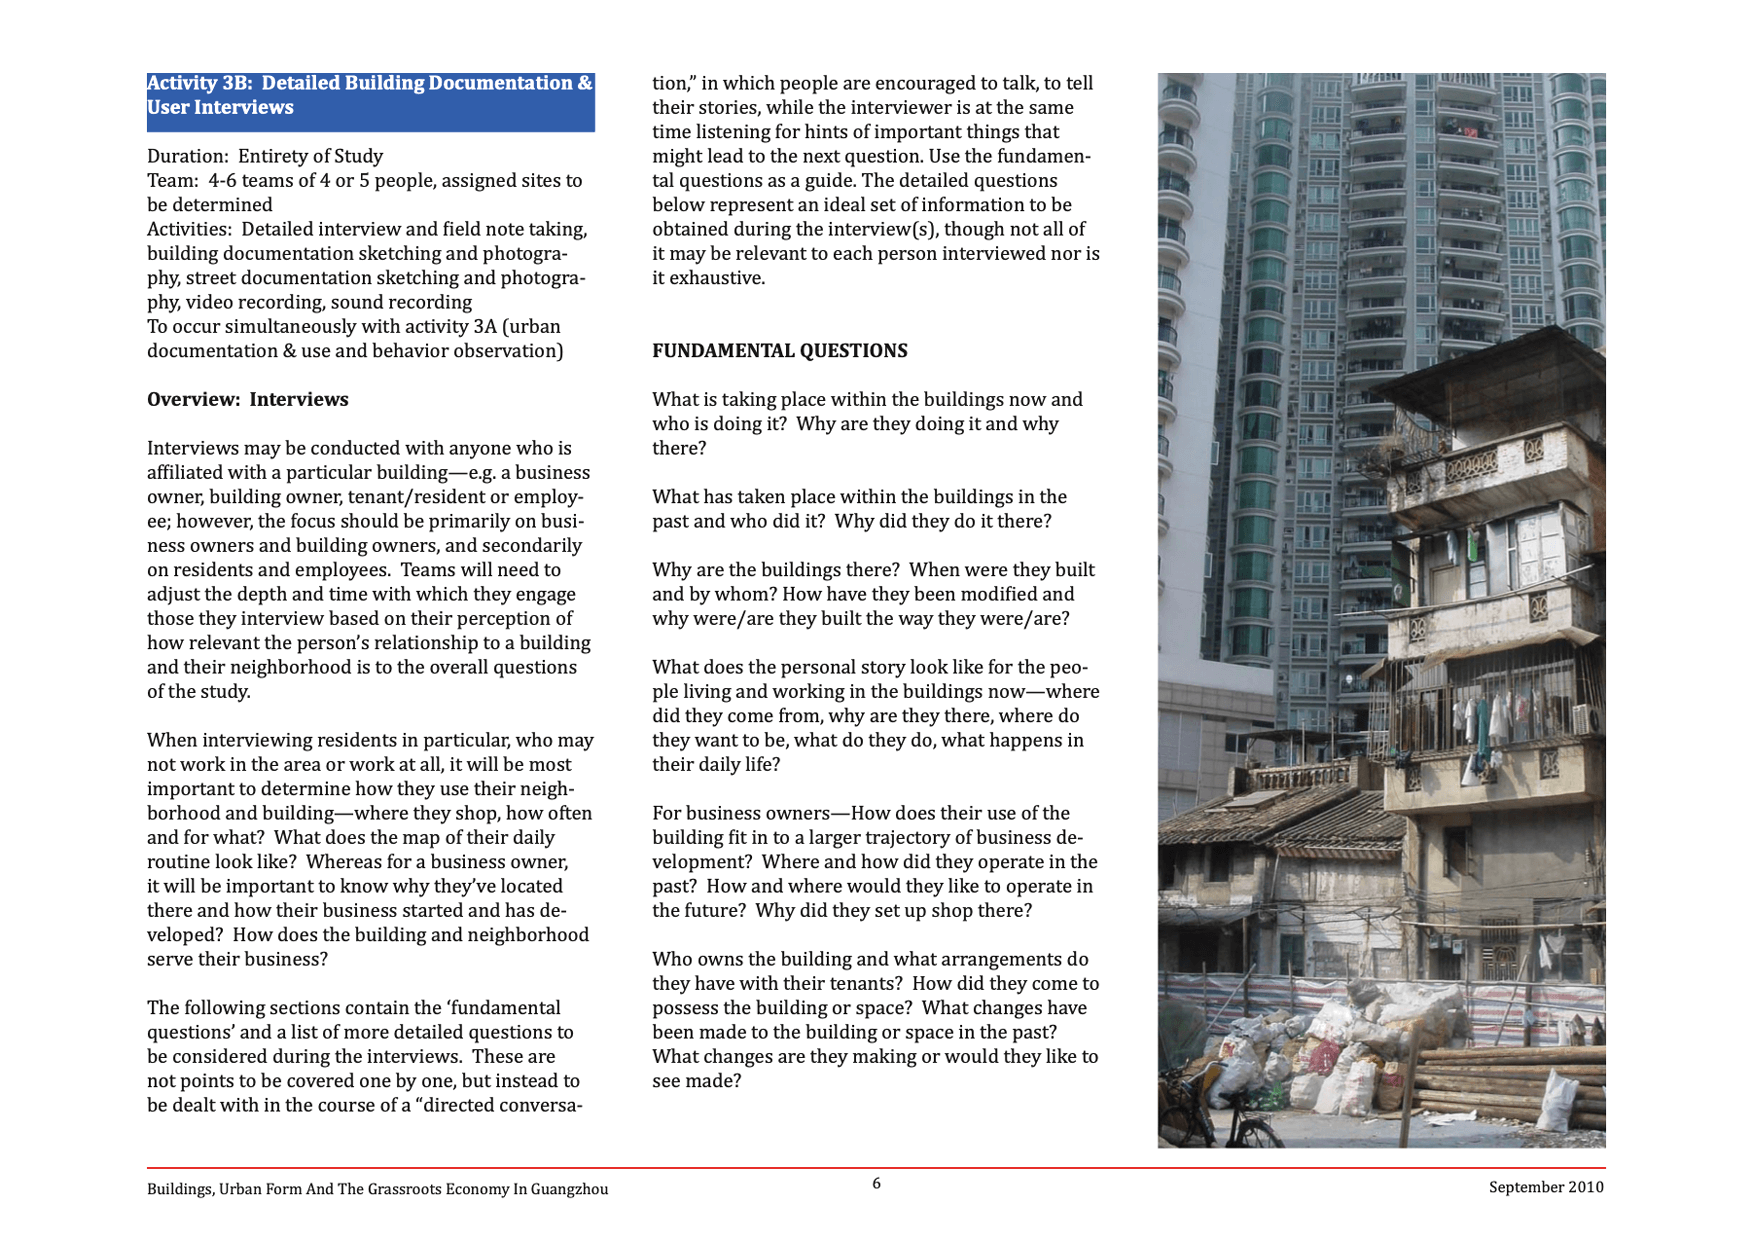 Activity 3B:  Detailed Building Documentation &
User Interviews
Duration:  Entirety of Study
Team:  4-6 teams of 4 or 5 people, assigned sites to
be determined
Activities:  Detailed interview and field note taking,
building documentation sketching and photogra-
phy, street documentation sketching and photogra-
phy, video recording, sound recording
To occur simultaneously with activity 3A (urban
documentation & use and behavior observation)
Overview:  Interviews
Interviews may be conducted with anyone who is
affiliated with a particular building—e.g. a business
owner, building owner, tenant/resident or employ-
ee; however, the focus should be primarily on busi-
ness owners and building owners, and secondarily
on residents and employees.  Teams will need to
adjust the depth and time with which they engage
those they interview based on their perception of
how relevant the person’s relationship to a building
and their neighborhood is to the overall questions
of the study.
When interviewing residents in particular, who may
not work in the area or work at all, it will be most
important to determine how they use their neigh-
borhood and building—where they shop, how often
and for what?  What does the map of their daily
routine look like?  Whereas for a business owner,
it will be important to know why they’ve located
there and how their business started and has de-
veloped?  How does the building and neighborhood
serve their business?
The following sections contain the ‘fundamental
questions’ and a list of more detailed questions to
be considered during the interviews.  These are
not points to be covered one by one, but instead to
be dealt with in the course of a “directed conversa-
tion,” in which people are encouraged to talk, to tell
their stories, while the interviewer is at the same
time listening for hints of important things that
might lead to the next question. Use the fundamen-
tal questions as a guide. The detailed questions
below represent an ideal set of information to be
obtained during the interview(s), though not all of
it may be relevant to each person interviewed nor is
it exhaustive.
FUNDAMENTAL QUESTIONS
What is taking place within the buildings now and
who is doing it?  Why are they doing it and why
there?
What has taken place within the buildings in the
past and who did it?  Why did they do it there?
Why are the buildings there?  When were they built
and by whom? How have they been modified and
why were/are they built the way they were/are?
What does the personal story look like for the peo-
ple living and working in the buildings now—where
did they come from, why are they there, where do
they want to be, what do they do, what happens in
their daily life?
For business owners—How does their use of the
building fit in to a larger trajectory of business de-
velopment?  Where and how did they operate in the
past?  How and where would they like to operate in
the future?  Why did they set up shop there?
Who owns the building and what arrangements do
they have with their tenants?  How did they come to
possess the building or space?  What changes have
been made to the building or space in the past?
What changes are they making or would they like to
see made?
Buildings, Urban Form And The Grassroots Economy In Guangzhou
6
September 2010